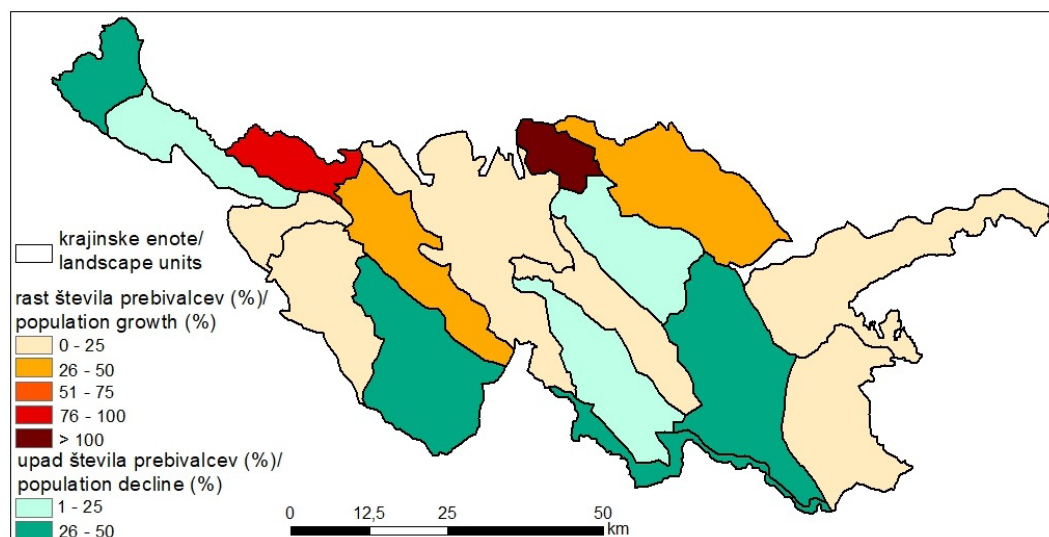 krajinske enote/
landscape units
rast števila prebivalcev (%)/
population growth (%)
0 - 25
26 - 50
51 - 75
76 - 100
> 100
upad števila prebivalcev (%)/
population decline (%)
1 - 25
26 - 50
0 12,5 25 50
km